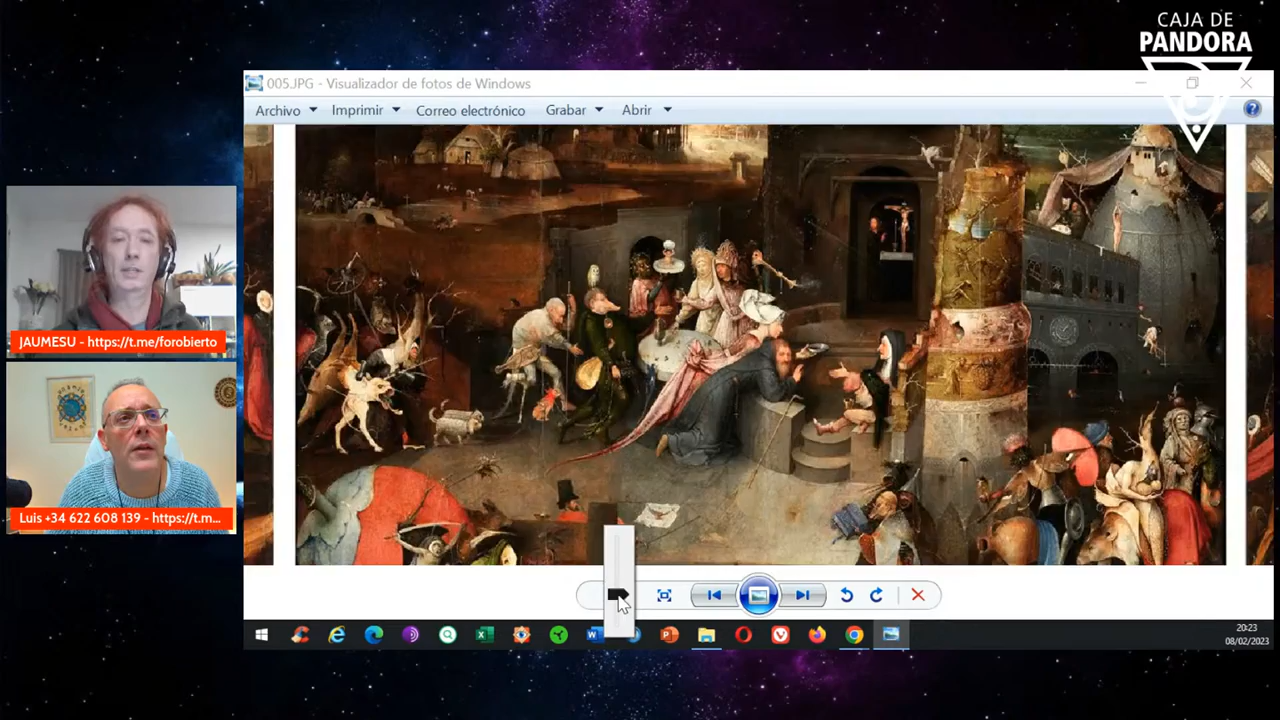 CAJA DE
PANDORA
005.JPG - Visualizador de fotos de Windows
Archivo Imprimir Correo electrónico Grabar Abrir
JAUMESU - https://t.me/forobierto
Luis +34 622 608 139 - https://t.m...
20:23
08/02/2023